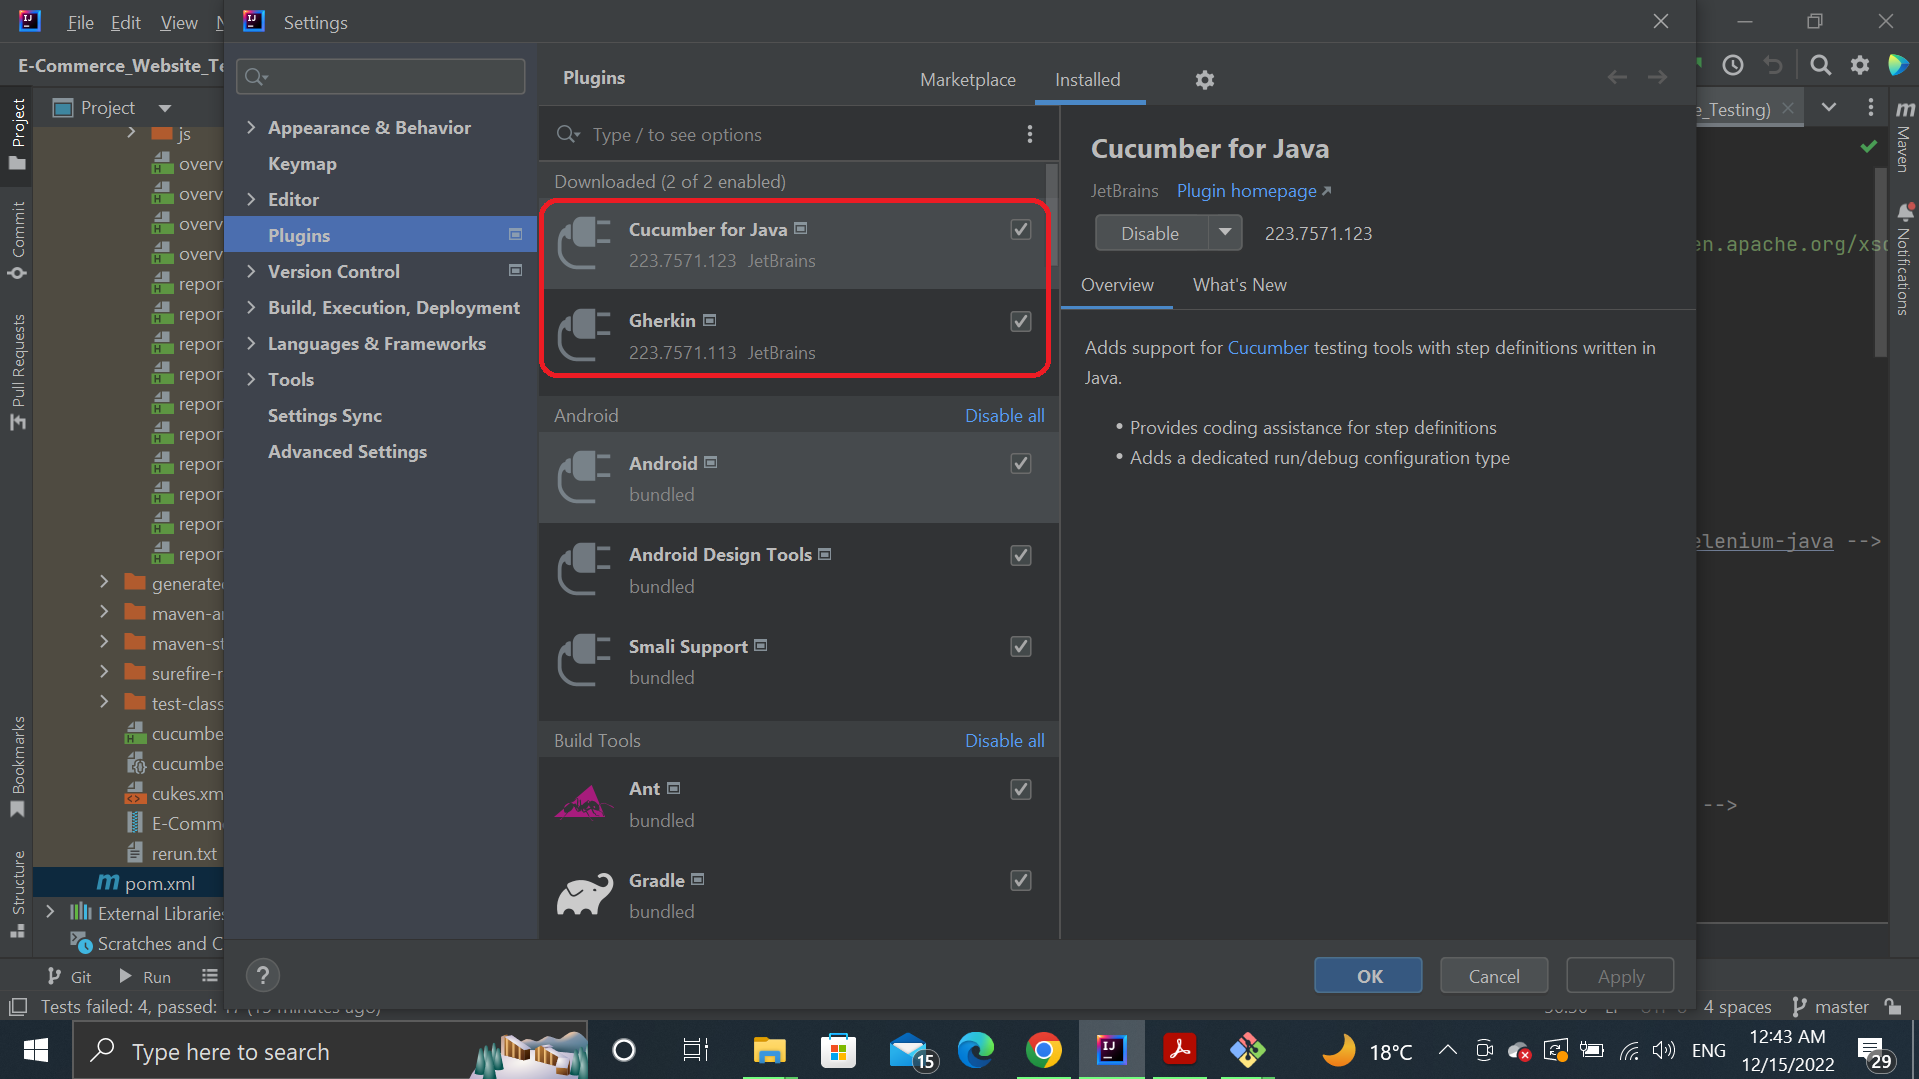 File Edit View
Settings
E-Commerce_Website_Te
Plugins
Marketplace
Installed
Project
Project
js
overv
overv
overv
overv
repor
repor
repor
repor
repor
repor
repor
repor
repor
repor
generated
maven-ar
maven-st
surefire-r
test-class
cucumbe
cucumbe
cukes.xm
E-Comm
rerun.txt
pom.xml
External Libraries
Scratches and C
Commit
Pull Requests
Bookmarks
Structure
Appearance & Behavior
Keymap
Editor
Plugins
Version Control
Build, Execution, Deployment
Languages & Frameworks
Tools
Settings Sync
Advanced Settings
Type / to see options
Downloaded (2 of 2 enabled)
Cucumber for Java
223.7571.123 JetBrains
Gherkin
223.7571.113 JetBrains
Android
Disable all
Android
bundled
Android Design Tools
bundled
Smali Support
bundled
Build Tools
Disable all
Ant
bundled
Gradle
bundled
Cucumber for Java
JetBrains Plugin homepage
Disable
223.7571.123
Overview
What's New
Adds support for Cucumber testing tools with step definitions written in
Java.
• Provides coding assistance for step definitions
• Adds a dedicated run/debug configuration type
e_Testing)
en.apache.org/xsd
elenium-java -->
-->
m
Maven
Notifications
?
OK
Cancel
Apply
Git
Run
Tests failed: 4, passed:
4 spaces
master
Type here to search
15
18°C
ENG
12:43 AM
12/15/2022
29